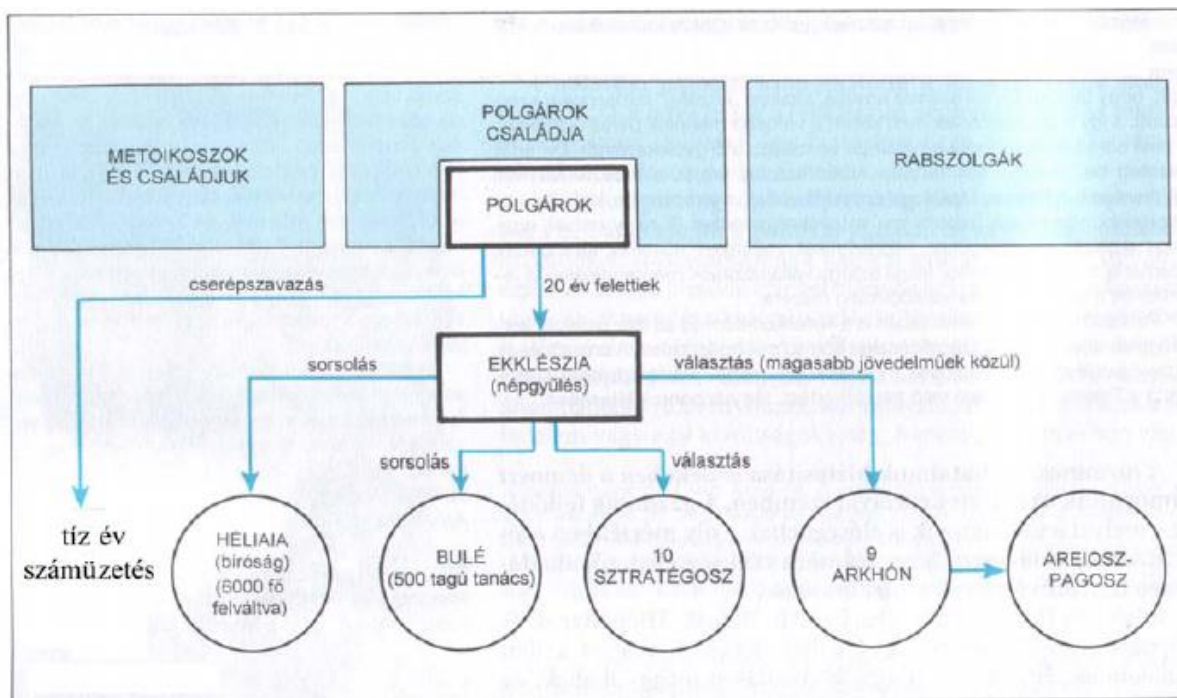 METOIKOSZOK
ÉS CSALÁDJUK
POLGÁROK
CSALÁDJA
POLGÁROK
RABSZOLGÁK
cserépszavazás
20 év felettiek
sorsolás
EKKLÉSZIA
(népgyűlés)
választás (magasabb jövedelműek közül)
sorsolás
választás
tíz év
száműzetés
HÉLIAIA
(bíróság)
(6000 fő
felváltva)
BULÉ
(500 tagú tanács)
10
SZTRATÉGOSZ
9
ARKHÓN
AREIOSZ-
PAGOSZ